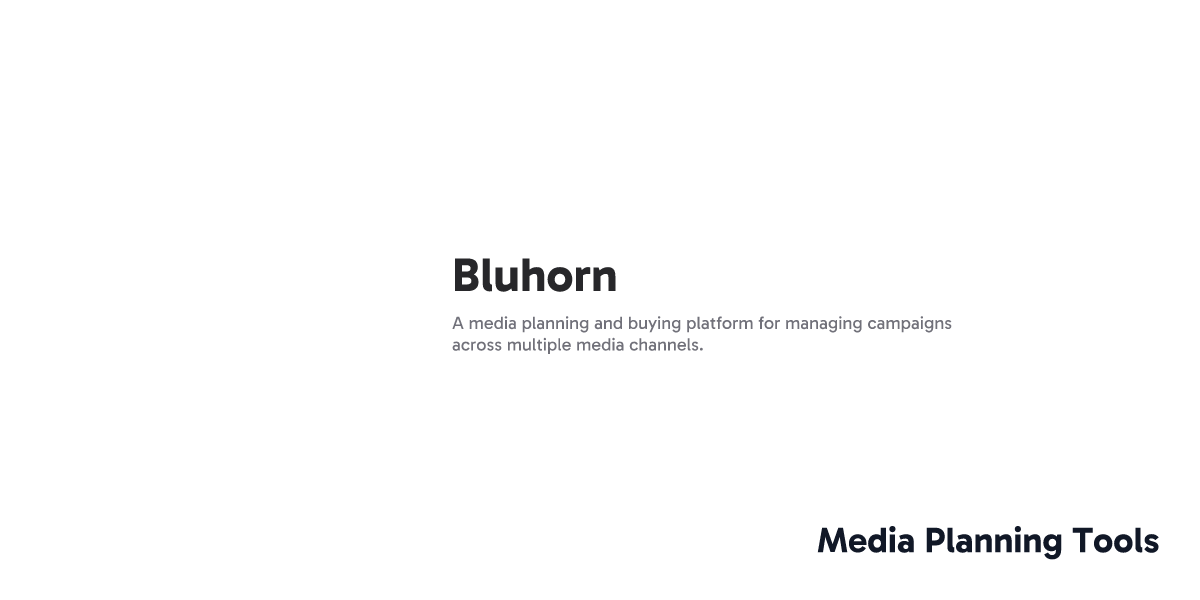 Bluhorn
A media planning and buying platform for managing campaigns
across multiple media channels.
Media Planning Tools